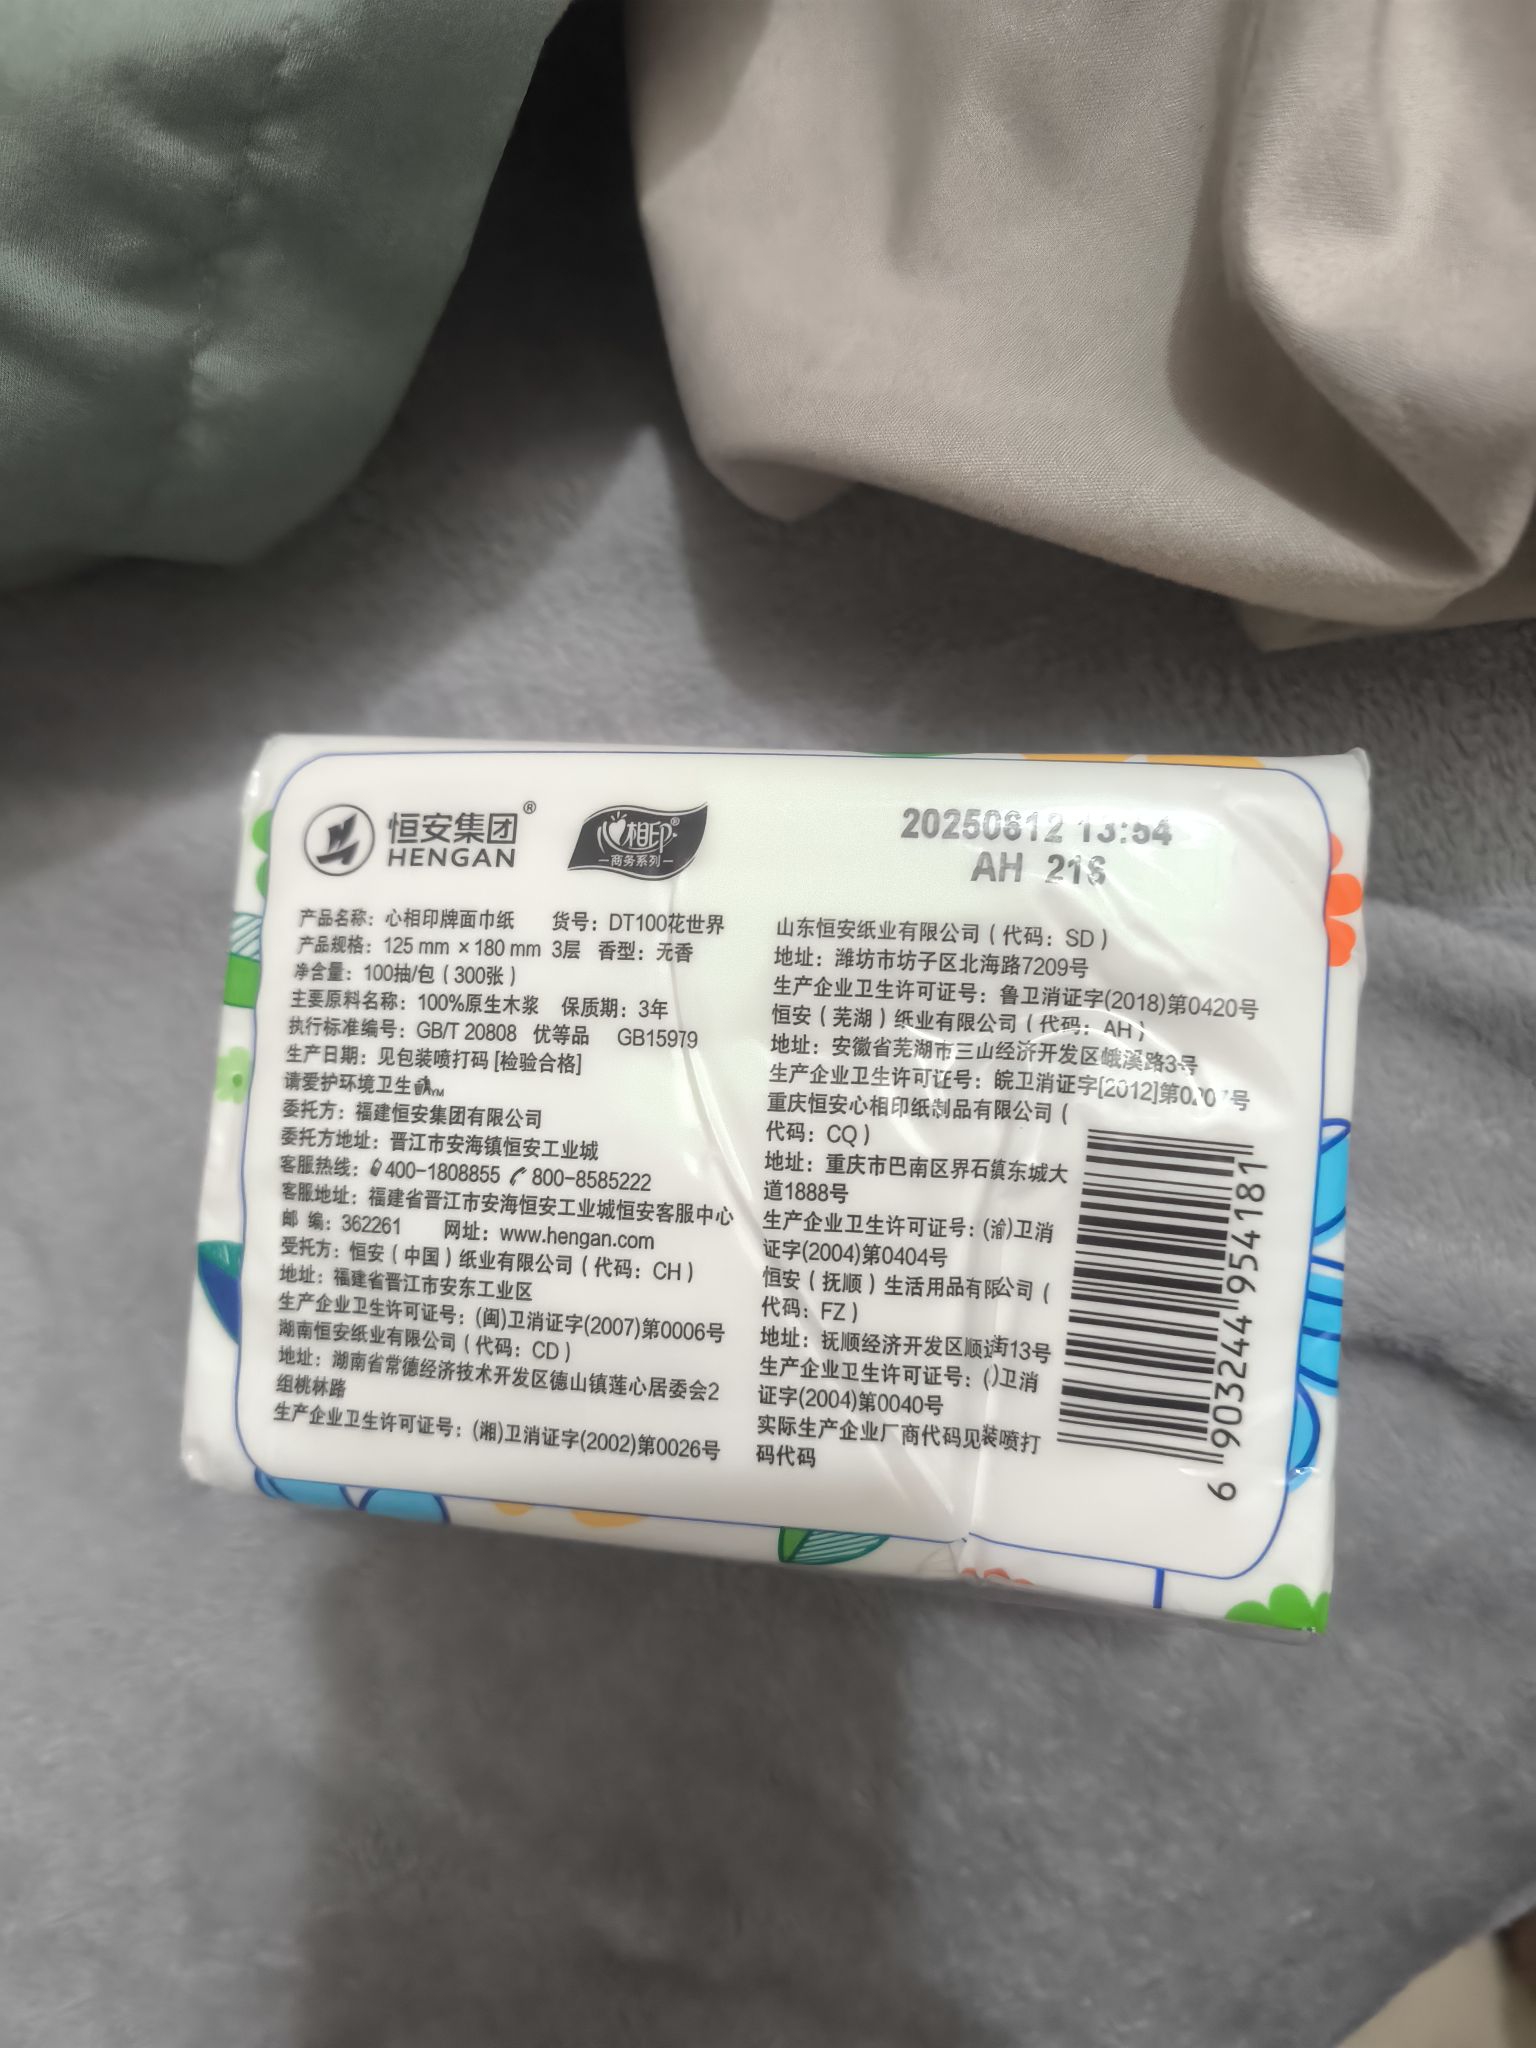 恒安集团®
HENGAN
心相印®
商务系列
20250612 13:54
AH 216
产品名称：心相印牌面巾纸 货号：DT100花世界
产品规格：125 mm ×180 mm 3层 香型：无香
净含量：100抽/包（300张）
主要原料名称：100%原生木浆 保质期：3年
执行标准编号：GB/T 20808 优等品 GB15979
生产日期：见包装喷打码 [检验合格]
请爱护环境卫生
委托方：福建恒安集团有限公司
委托方地址：晋江市安海镇恒安工业城
客服热线：400-1808855 800-8585222
客服地址：福建省晋江市安海恒安工业城恒安客服中心
邮 编：362261 网址：www.hengan.com
受托方：恒安（中国）纸业有限公司（代码：CH）
地址：福建省晋江市安东工业区
生产企业卫生许可证号：(闽)卫消证字(2007)第0006号
湖南恒安纸业有限公司（代码：CD）
地址：湖南省常德经济技术开发区德山镇莲心居委会2
组桃林路
生产企业卫生许可证号：(湘)卫消证字(2002)第0026号
山东恒安纸业有限公司（代码：SD）
地址：潍坊市坊子区北海路7209号
生产企业卫生许可证号：鲁卫消证字(2018)第0420号
恒安（芜湖）纸业有限公司（代码：AH）
地址：安徽省芜湖市三山经济开发区峨溪路3号
生产企业卫生许可证号：皖卫消证字[2012]第号
重庆恒安心相印纸制品有限公司（
代码：CQ）
地址：重庆市巴南区界石镇东城大
道1888号
生产企业卫生许可证号：(渝)卫消
证字(2004)第0404号
恒安（抚顺）生活用品有限公司（
代码：FZ）
地址：抚顺经济开发区顺街13号
生产企业卫生许可证号：()卫消
证字(2004)第0040号
实际生产企业厂商代码见装喷打
码代码
6 903244 954181